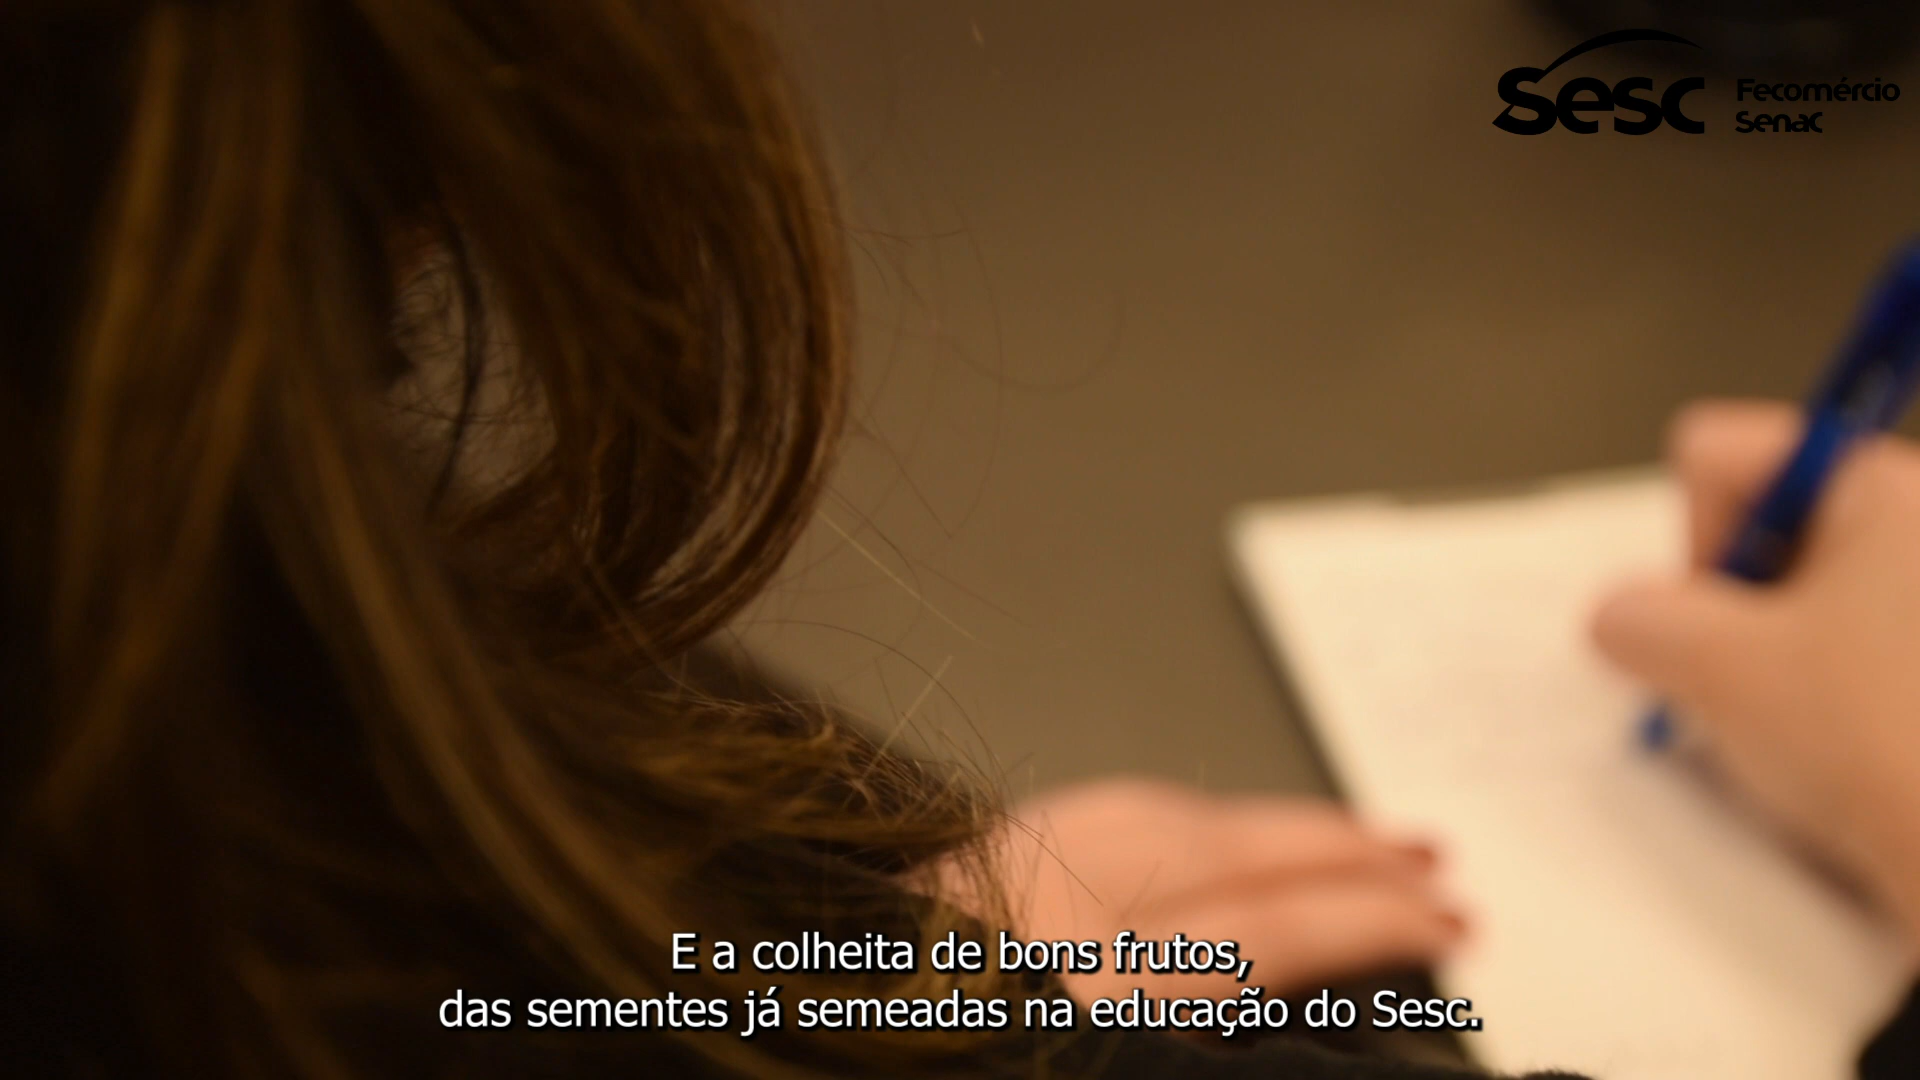 Sesc
Fecomércio
Senac
E a colheita de bons frutos,
das sementes já semeadas na educação do Sesc.